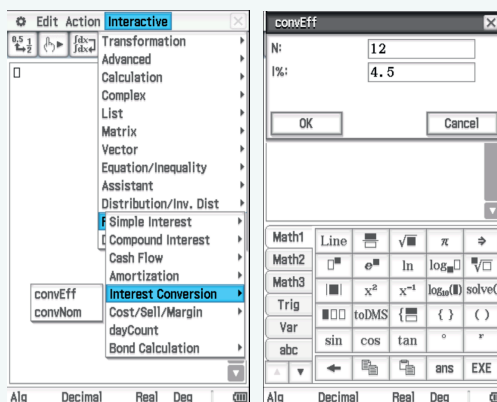 Edit Action Interactive
Transformation
Advanced
Calculation
Complex
List
Matrix
Vector
Equation/Inequality
Assistant
Distribution/Inv. Dist
F
Simple Interest
D
Compound Interest
Cash Flow
Amortization
Interest Conversion
Cost/Sell/Margin
dayCount
Bond Calculation
convEff
convNom
Alg Decimal Real Deg
convEff
N: 12
I%: 4.5
OK Cancel
Math1 Line √■ π ⇒
Math2 e■ ln log■□ ■√□
Math3 |■| x² x⁻¹ log₁₀(■) solve(
Trig toDMS { } ( )
Var sin cos tan ° r
abc ans EXE
Alg Decimal Real Deg